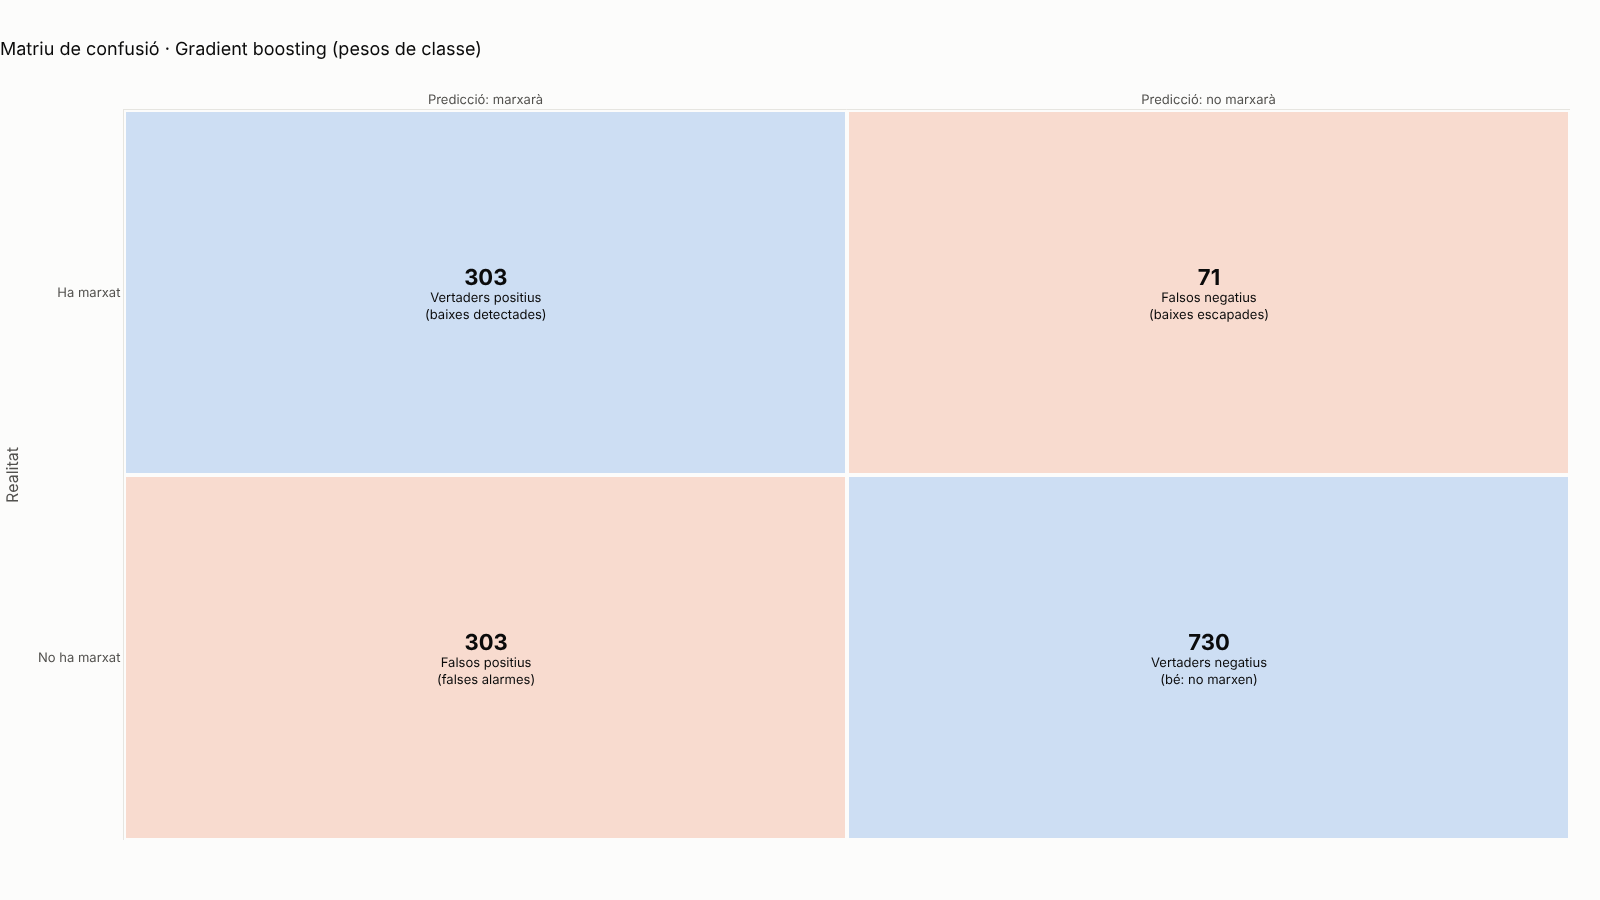 Matriu de confusió · Gradient boosting (pesos de classe)
Predicció: marxarà
Predicció: no marxarà
Realitat
Ha marxat
303
Vertaders positius
(baixes detectades)
71
Falsos negatius
(baixes escapades)
No ha marxat
303
Falsos positius
(falses alarmes)
730
Vertaders negatius
(bé: no marxen)